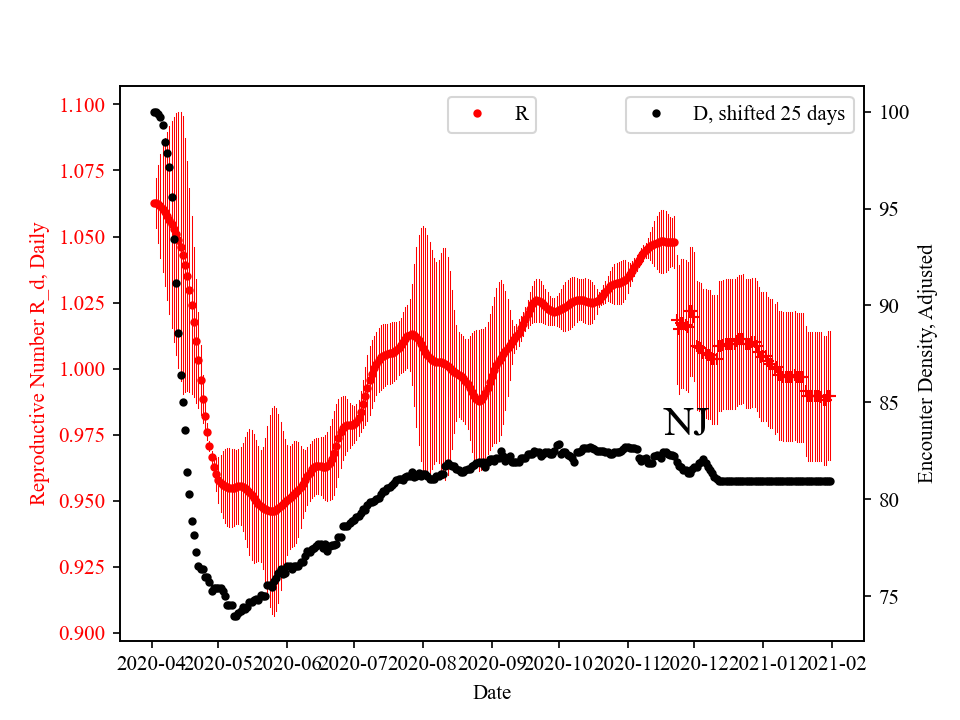 R
D, shifted 25 days
Reproductive Number R_d, Daily
1.100
1.075
1.050
1.025
1.000
0.975
0.950
0.925
0.900
NJ
100
95
90
85
80
75
Encounter Density, Adjusted
2020-04 2020-05 2020-06 2020-07 2020-08 2020-09 2020-10 2020-11 2020-12 2021-01 2021-02
Date